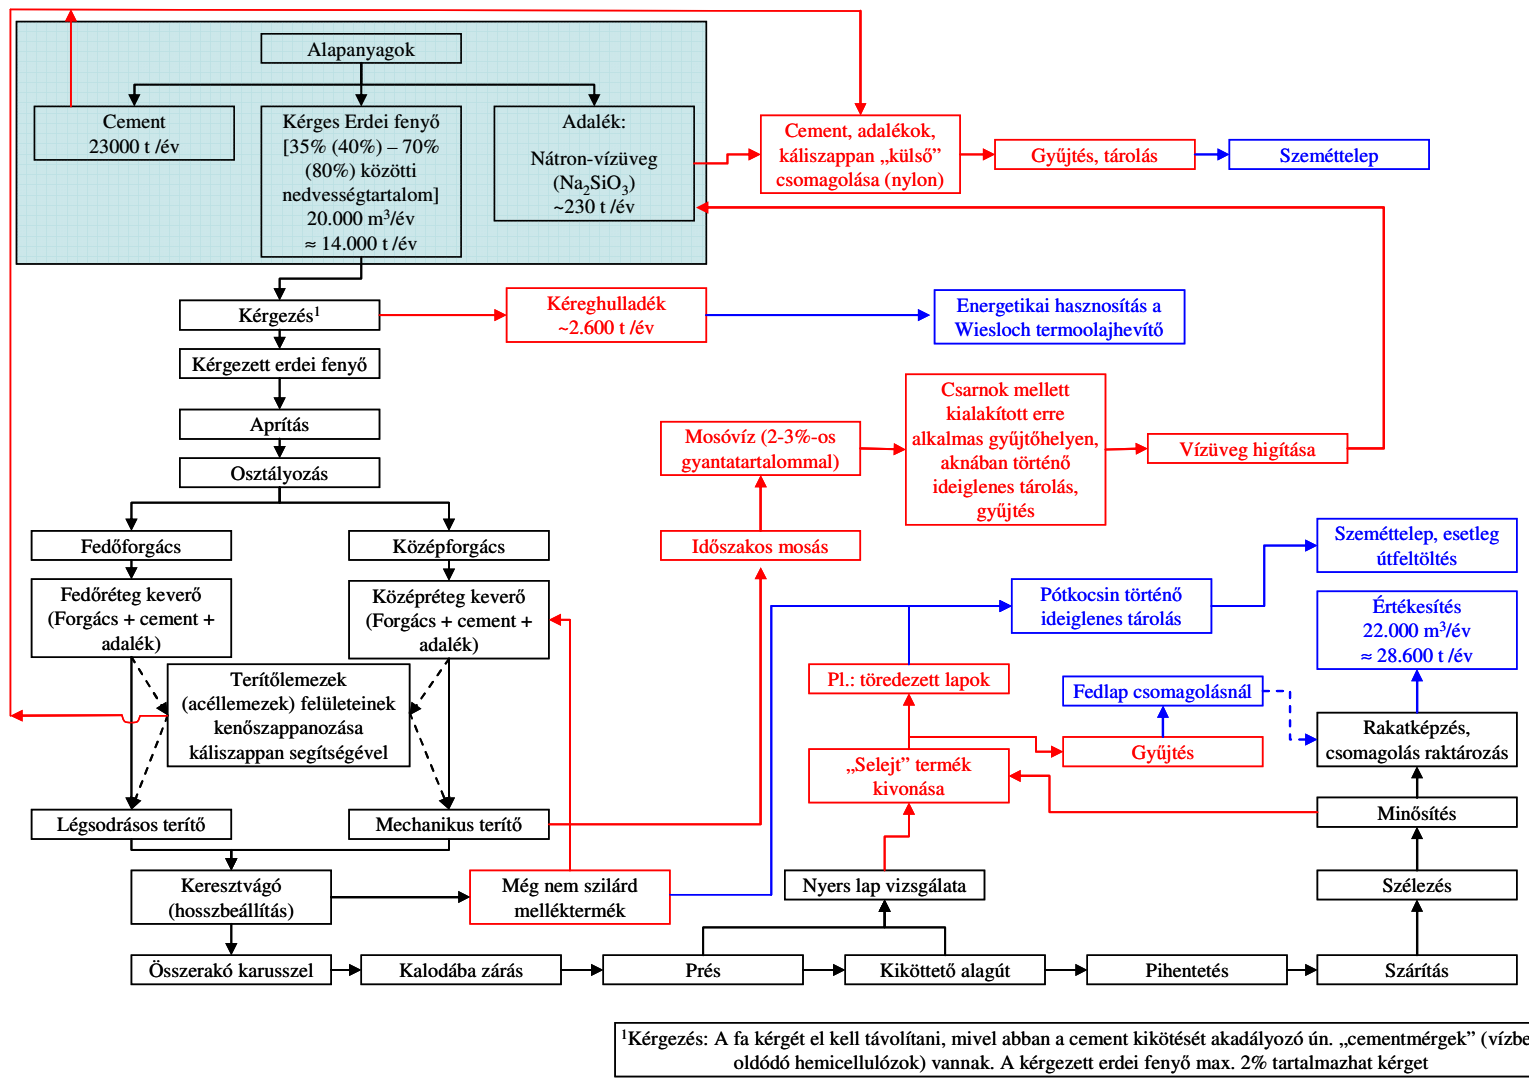 Alapanyagok
Cement
23000 t /év
Kérges Erdei fenyő
[35% (40%) – 70%
(80%) közötti
nedvességtartalom]
20.000 m³/év
≈ 14.000 t /év
Adalék:
Nátron-vízüveg
(Na₂SiO₃)
~230 t /év
Cement, adalékok,
káliszappan „külső”
csomagolása (nylon)
Gyűjtés, tárolás
Szeméttelep
Kérgezés¹
Kéreghulladék
~2.600 t /év
Energetikai hasznosítás a
Wiesloch termoolajhevítő
Kérgezett erdei fenyő
Aprítás
Osztályozás
Mosóvíz (2-3%-os
gyantatartalommal)
Csarnok mellett
kialakított erre
alkalmas gyűjtőhelyen,
aknában történő
ideiglenes tárolás,
gyűjtés
Vízüveg higítása
Fedőforgács
Középforgács
Időszakos mosás
Szeméttelep, esetleg
útfeltöltés
Fedőréteg keverő
(Forgács + cement +
adalék)
Középréteg keverő
(Forgács + cement +
adalék)
Pótkocsin történő
ideiglenes tárolás
Értékesítés
22.000 m³/év
≈ 28.600 t /év
Terítőlemezek
(acéllemezek) felületeinek
kenőszappanozása
káliszappan segítségével
Pl.: töredezett lapok
Fedlap csomagolásnál
Rakatképzés,
csomagolás raktározás
„Selejt” termék
kivonása
Gyűjtés
Légsodrásos terítő
Mechanikus terítő
Minősítés
Keresztvágó
(hosszbeállítás)
Még nem szilárd
melléktermék
Nyers lap vizsgálata
Szélezés
Összerakó karusszel
Kalodába zárás
Prés
Kiköttető alagút
Pihentetés
Szárítás
¹Kérgezés: A fa kérgét el kell távolítani, mivel abban a cement kikötését akadályozó ún. „cementmérgek” (vízbe
oldódó hemicellulózok) vannak. A kérgezett erdei fenyő max. 2% tartalmazhat kérget